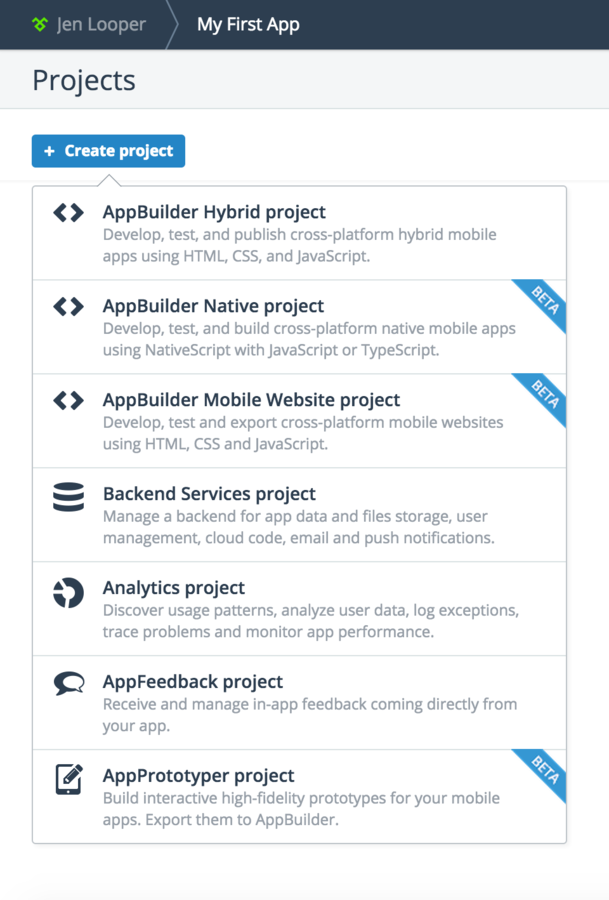 Jen Looper
My First App
Projects
+ Create project
AppBuilder Hybrid project
Develop, test, and publish cross-platform hybrid mobile
apps using HTML, CSS, and JavaScript.
AppBuilder Native project
BETA
Develop, test, and build cross-platform native mobile apps
using NativeScript with JavaScript or TypeScript.
AppBuilder Mobile Website project
BETA
Develop, test and export cross-platform mobile websites
using HTML, CSS and JavaScript.
Backend Services project
Manage a backend for app data and files storage, user
management, cloud code, email and push notifications.
Analytics project
Discover usage patterns, analyze user data, log exceptions,
trace problems and monitor app performance.
AppFeedback project
Receive and manage in-app feedback coming directly from
your app.
AppPrototyper project
BETA
Build interactive high-fidelity prototypes for your mobile
apps. Export them to AppBuilder.